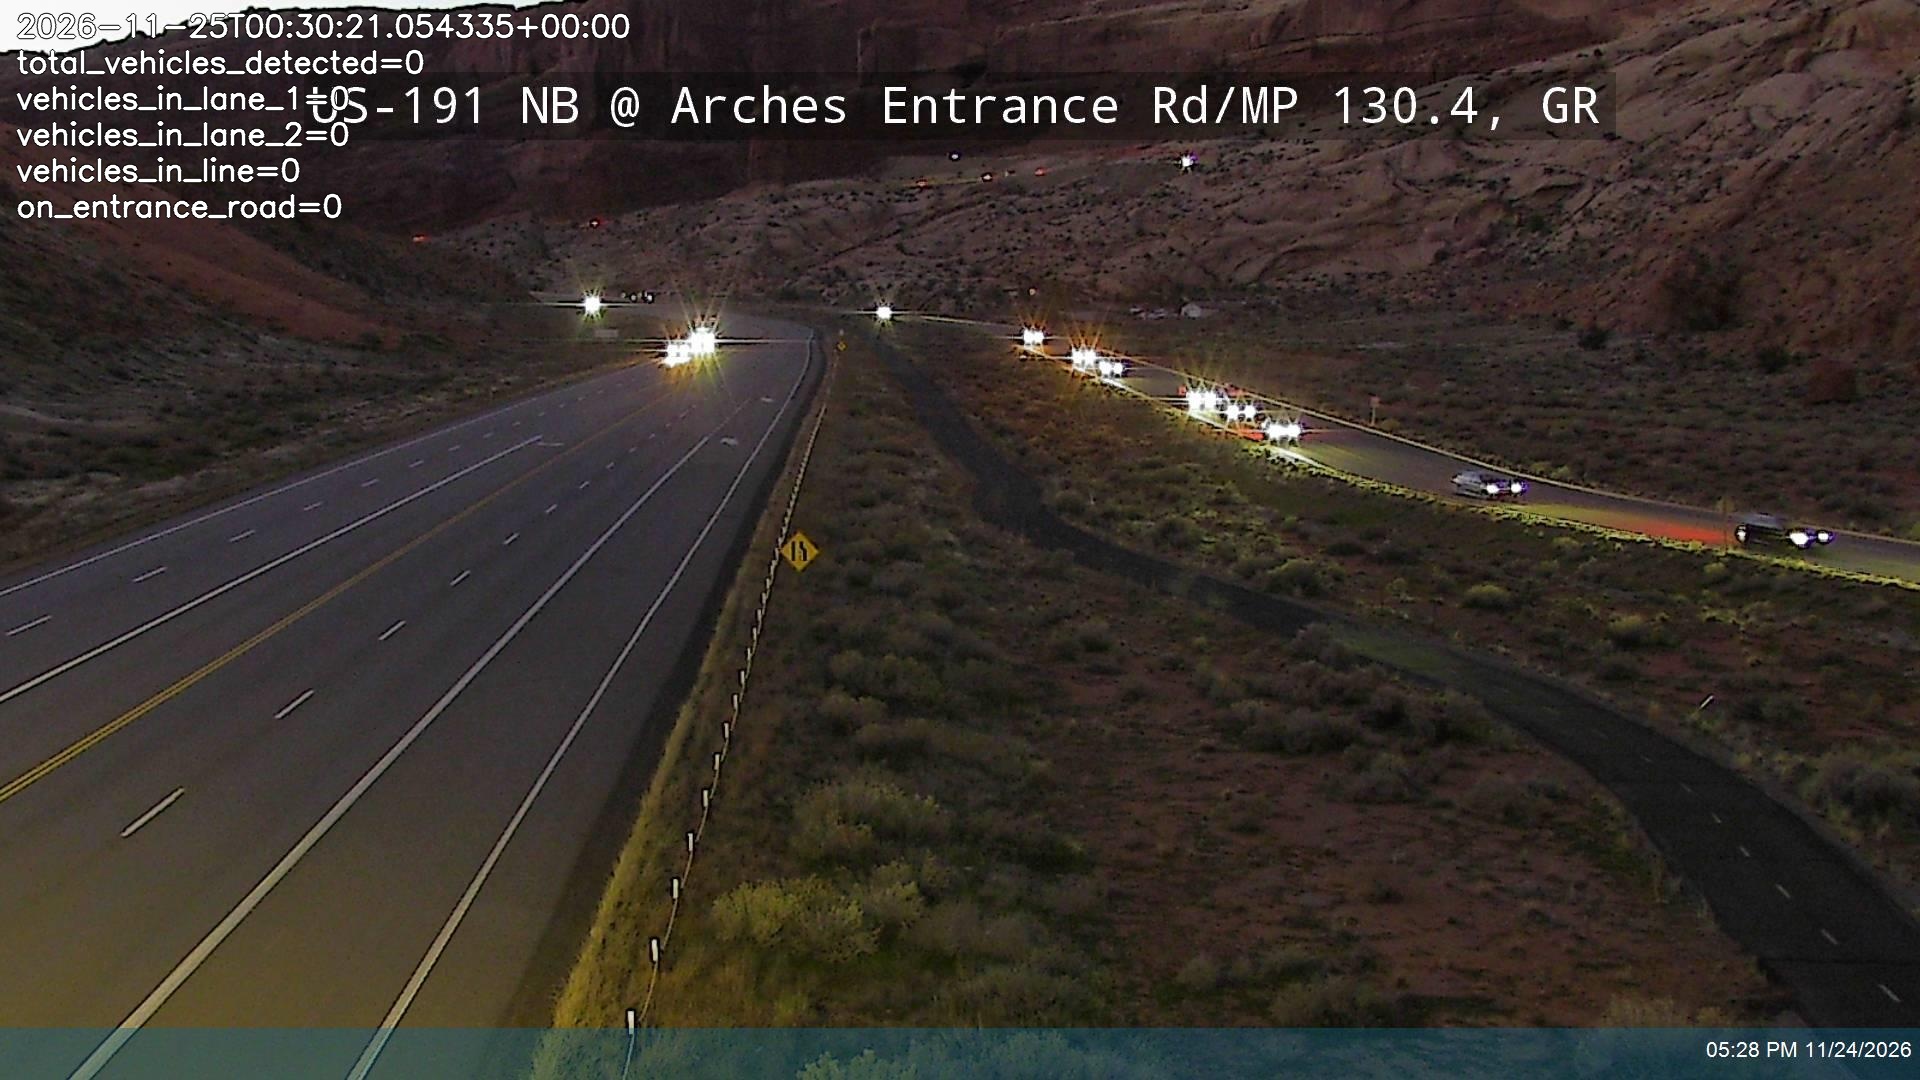 2026-11-25T00:30:21.054335+00:00
total_vehicles_detected=0
vehicles_in_lane_1=0
US-191 NB @ Arches Entrance Rd/MP 130.4, GR
vehicles_in_lane_2=0
vehicles_in_line=0
on_entrance_road=0
05:28 PM 11/24/2026